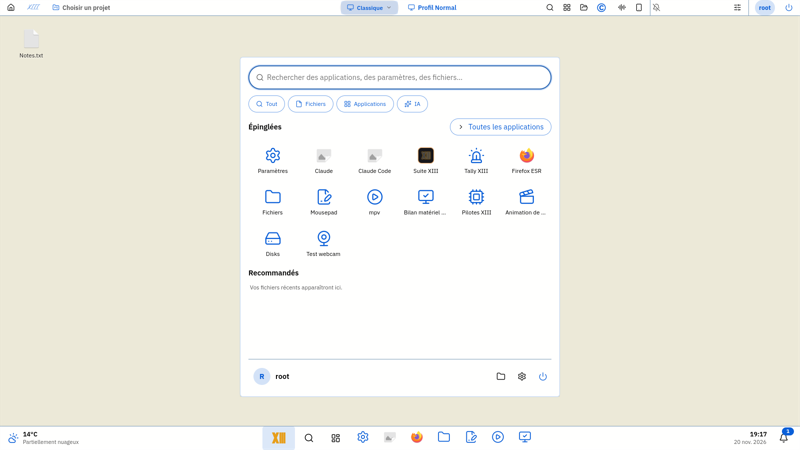 XIII
Choisir un projet
Classique
Profil Normal
root
Notes.txt
Rechercher des applications, des paramètres, des fichiers...
Tout
Fichiers
Applications
IA
Épinglées
Toutes les applications
Paramètres
Claude
Claude Code
Suite XIII
Tally XIII
Firefox ESR
Fichiers
Mousepad
mpv
Bilan matériel ...
Pilotes XIII
Animation de ...
Disks
Test webcam
Recommandés
Vos fichiers récents apparaîtront ici.
R
root
14°C
Partiellement nuageux
XIII
19:17
20 nov. 2026
1